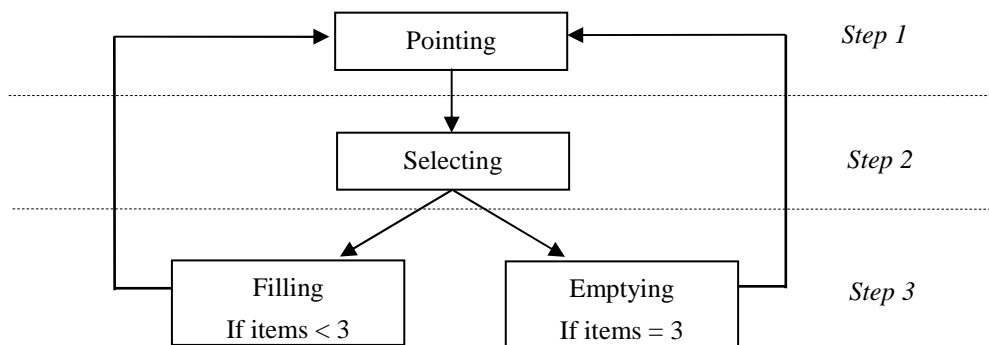 Pointing
Step 1
Selecting
Step 2
Filling
If items < 3
Emptying
If items = 3
Step 3